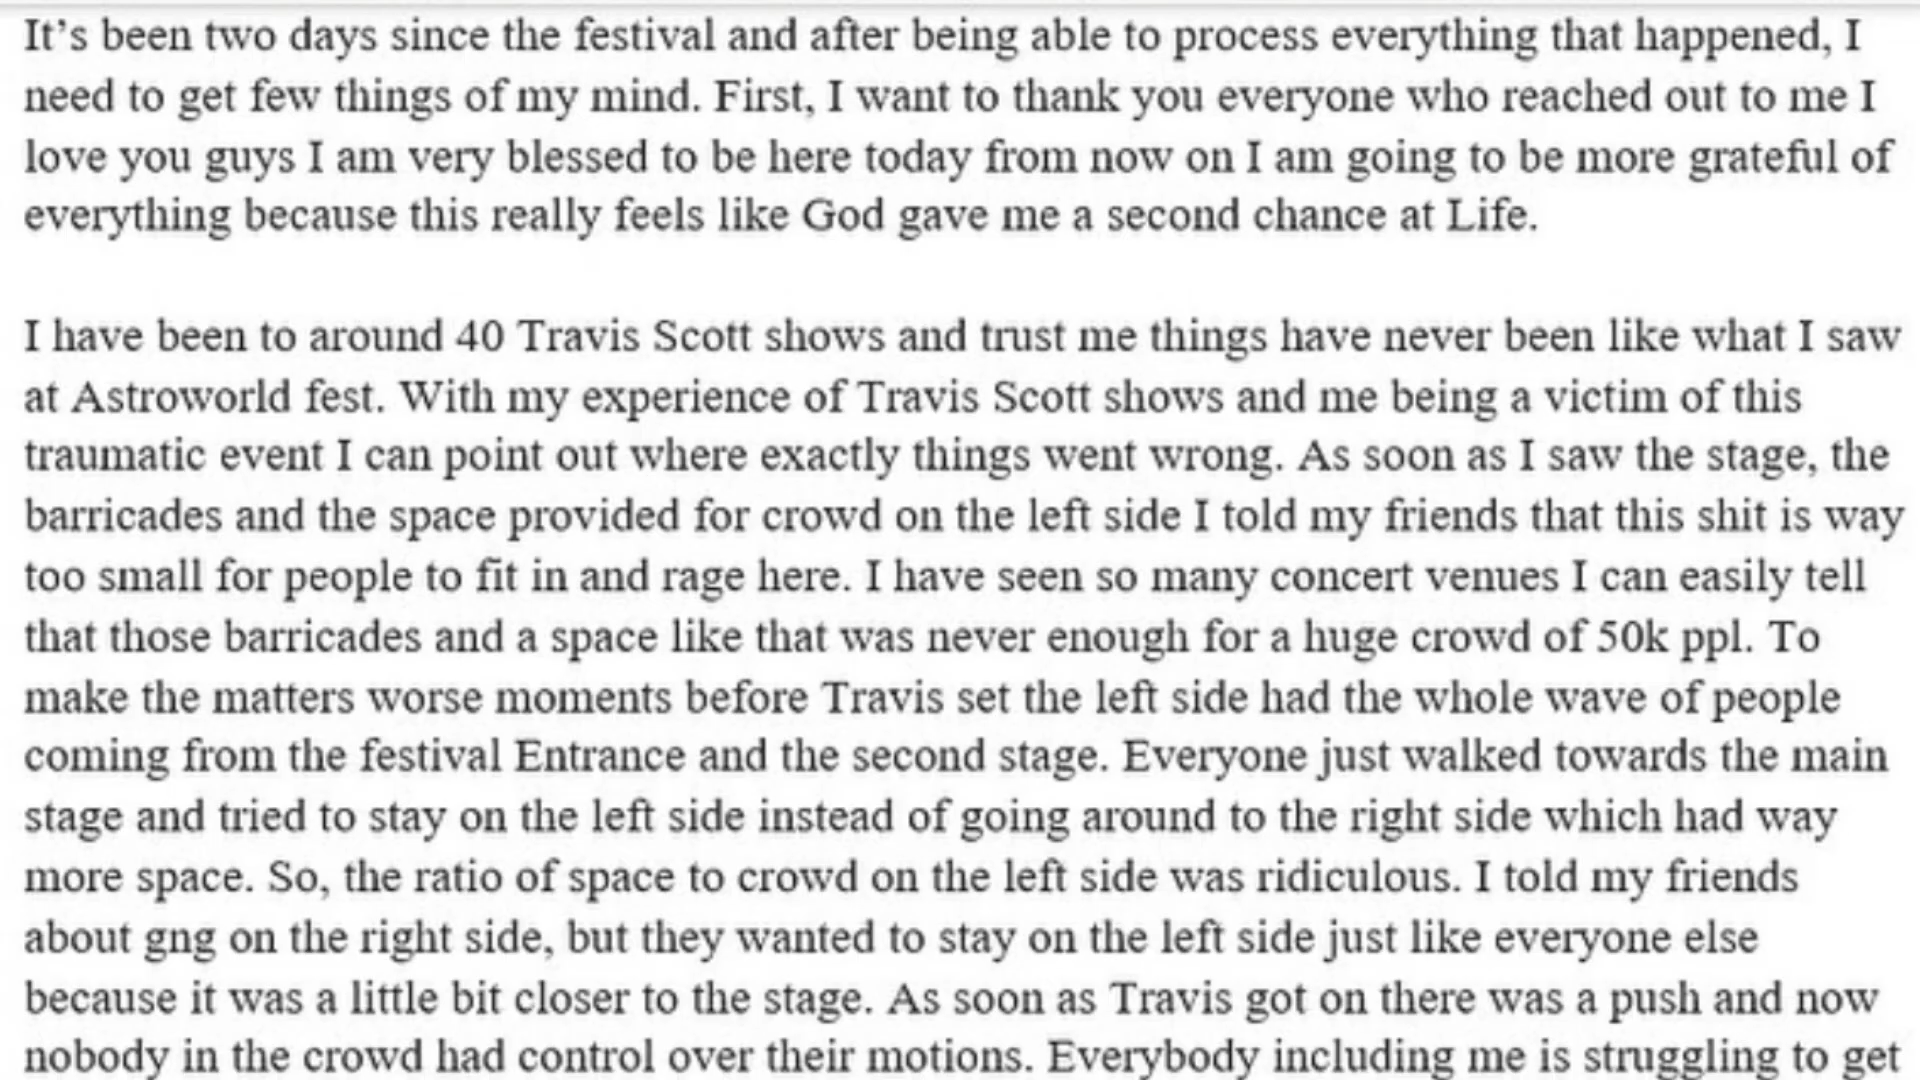 It’s been two days since the festival and after being able to process everything that happened, I
need to get few things of my mind. First, I want to thank you everyone who reached out to me I
love you guys I am very blessed to be here today from now on I am going to be more grateful of
everything because this really feels like God gave me a second chance at Life.
I have been to around 40 Travis Scott shows and trust me things have never been like what I saw
at Astroworld fest. With my experience of Travis Scott shows and me being a victim of this
traumatic event I can point out where exactly things went wrong. As soon as I saw the stage, the
barricades and the space provided for crowd on the left side I told my friends that this shit is way
too small for people to fit in and rage here. I have seen so many concert venues I can easily tell
that those barricades and a space like that was never enough for a huge crowd of 50k ppl. To
make the matters worse moments before Travis set the left side had the whole wave of people
coming from the festival Entrance and the second stage. Everyone just walked towards the main
stage and tried to stay on the left side instead of going around to the right side which had way
more space. So, the ratio of space to crowd on the left side was ridiculous. I told my friends
about gng on the right side, but they wanted to stay on the left side just like everyone else
because it was a little bit closer to the stage. As soon as Travis got on there was a push and now
nobody in the crowd had control over their motions. Everybody including me is struggling to get